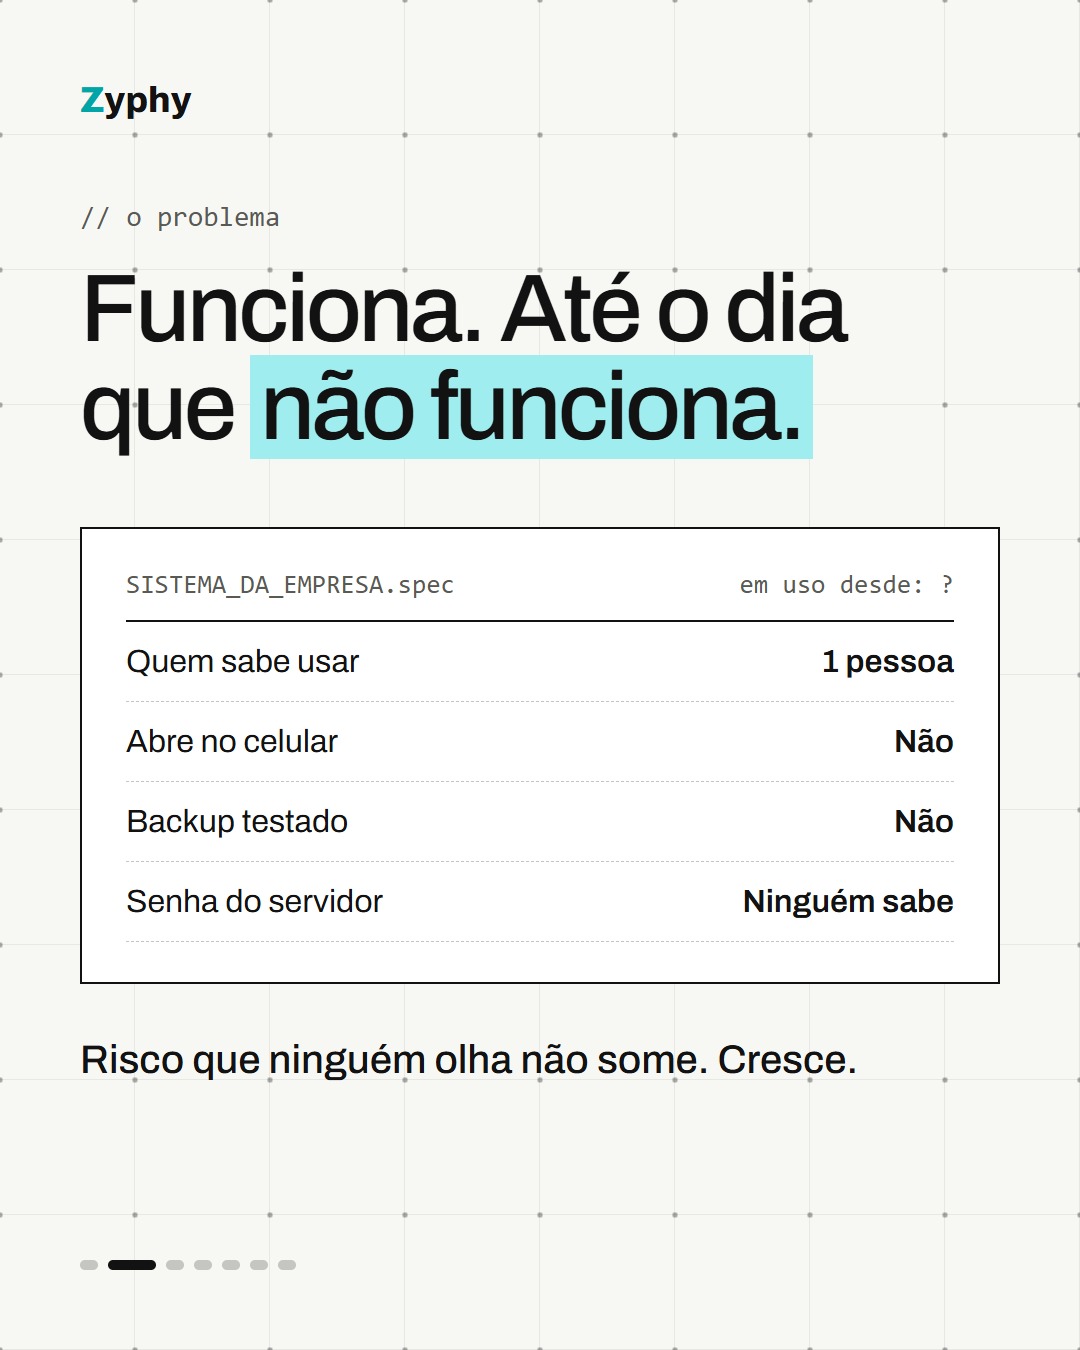 Zyphy
// o problema
Funciona. Até o dia
que não funciona.
SISTEMA_DA_EMPRESA.spec em uso desde: ?
Quem sabe usar 1 pessoa
Abre no celular Não
Backup testado Não
Senha do servidor Ninguém sabe
Risco que ninguém olha não some. Cresce.